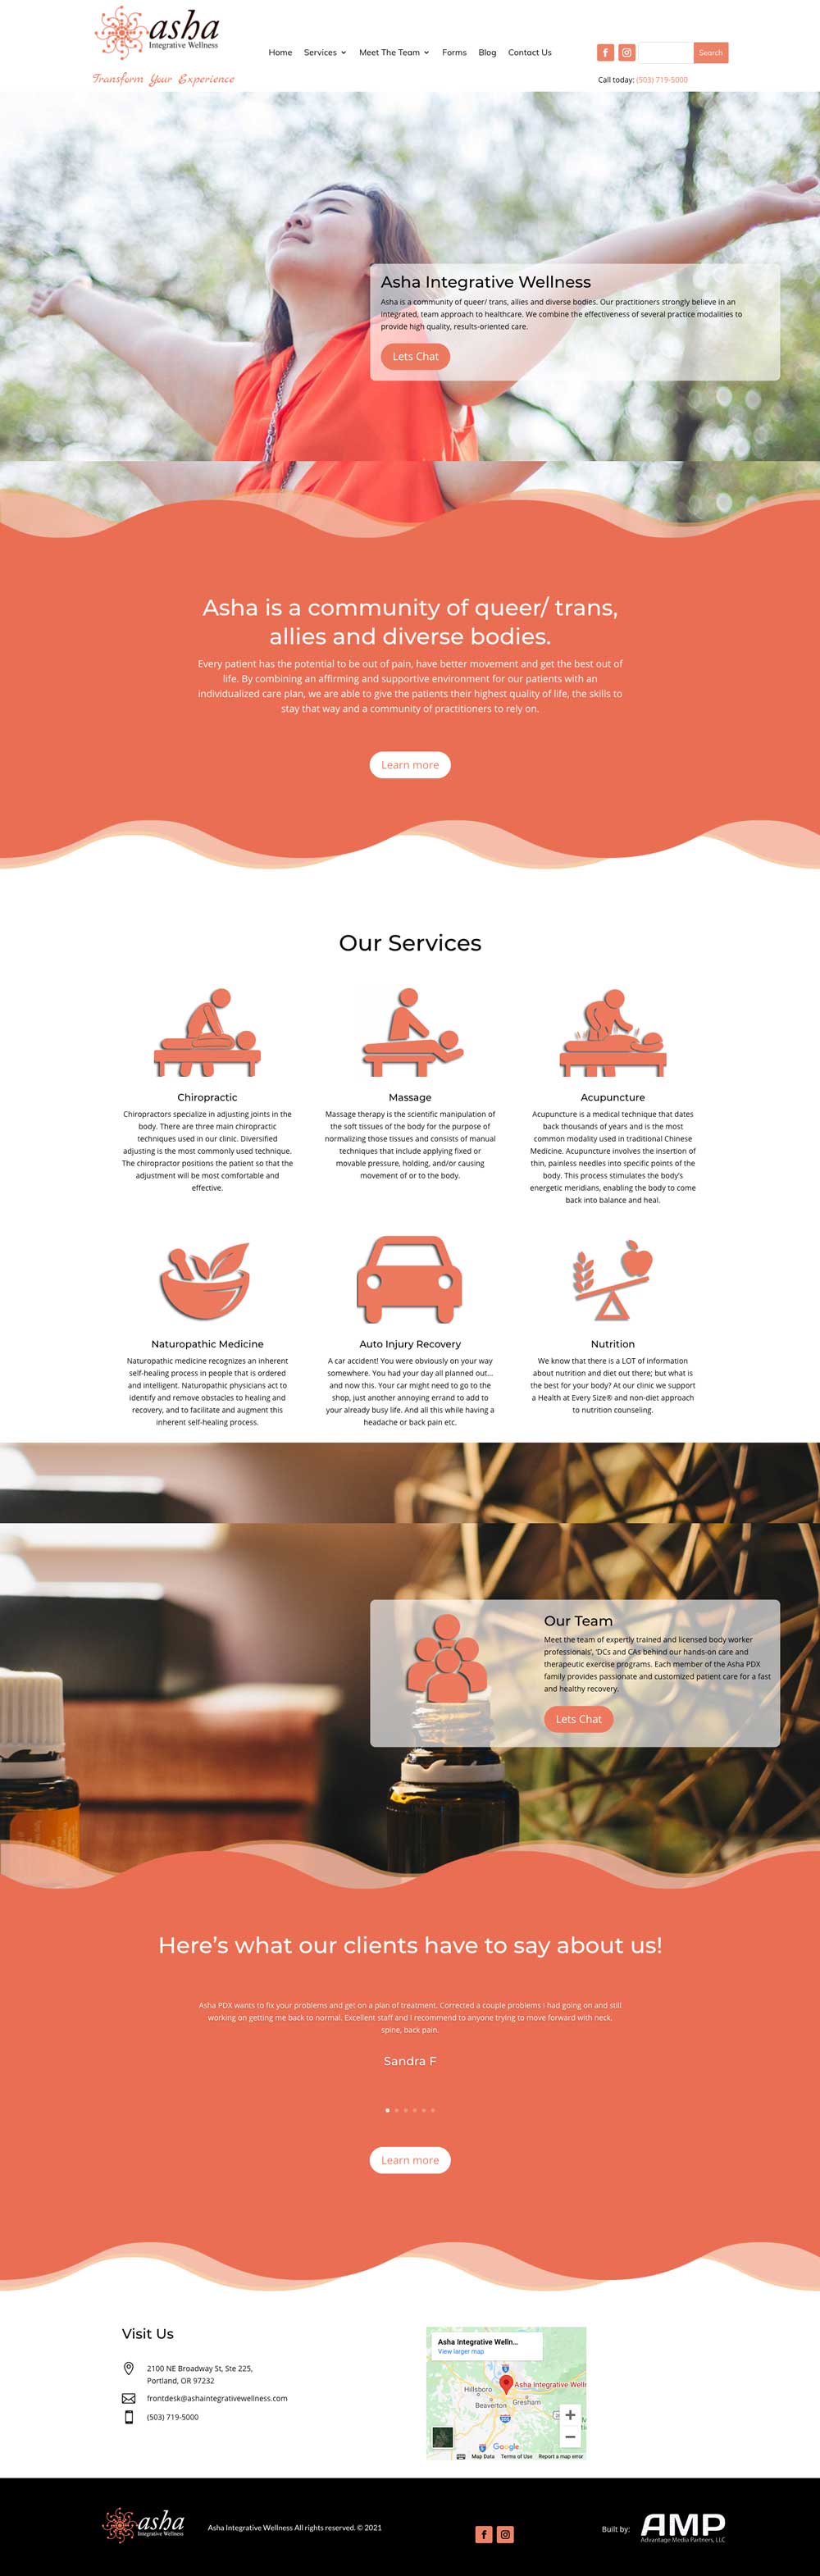 asha
Integrative Wellness
Transform Your Experience
Home Services Meet The Team Forms Blog Contact Us
Search
Call today: (503) 719-5000
Asha Integrative Wellness
Asha is a community of queer/ trans, allies and diverse bodies. Our practitioners strongly believe in an
integrated, team approach to healthcare. We combine the effectiveness of several practice modalities to
provide high quality, results-oriented care.
Lets Chat
Asha is a community of queer/ trans,
allies and diverse bodies.
Every patient has the potential to be out of pain, have better movement and get the best out of
life. By combining an affirming and supportive environment for our patients with an
individualized care plan, we are able to give the patients their highest quality of life, the skills to
stay that way and a community of practitioners to rely on.
Learn more
Our Services
Chiropractic
Chiropractors specialize in adjusting joints in the
body. There are three main chiropractic
techniques used in our clinic. Diversified
adjusting is the most commonly used technique.
The chiropractor positions the patient so that the
adjustment will be most comfortable and
effective.
Massage
Massage therapy is the scientific manipulation of
the soft tissues of the body for the purpose of
normalizing those tissues and consists of manual
techniques that include applying fixed or
movable pressure, holding, and/or causing
movement of or to the body.
Acupuncture
Acupuncture is a medical technique that dates
back thousands of years and is the most
common modality used in traditional Chinese
Medicine. Acupuncture involves the insertion of
thin, painless needles into specific points of the
body. This process stimulates the body's
energetic meridians, enabling the body to come
back into balance and heal.
Naturopathic Medicine
Naturopathic medicine recognizes an inherent
self-healing process in people that is ordered
and intelligent. Naturopathic physicians act to
identify and remove obstacles to healing and
recovery, and to facilitate and augment this
inherent self-healing process.
Auto Injury Recovery
A car accident! You were obviously on your way
somewhere. You had your day all planned out...
and now this. Your car might need to go to the
shop, just another annoying errand to add to
your already busy life. And all this while having a
headache or back pain etc.
Nutrition
We know that there is a LOT of information
about nutrition and diet out there; but what is
the best for your body? At our clinic we support
a Health at Every Size® and non-diet approach
to nutrition counseling.
Our Team
Meet the team of expertly trained and licensed body worker
professionals', 'DCs and CAs behind our hands-on care and
therapeutic exercise programs. Each member of the Asha PDX
family provides passionate and customized patient care for a fast
and healthy recovery.
Lets Chat
Here's what our clients have to say about us!
Asha PDX wants to fix your problems and get on a plan of treatment. Corrected a couple problems I had going on and still
working on getting me back to normal. Excellent staff and I recommend to anyone trying to move forward with neck,
spine, back pain.
Sandra F
Learn more
Visit Us
2100 NE Broadway St, Ste 225,
Portland, OR 97232
frontdesk@ashaintegrativewellness.com
(503) 719-5000
Asha Integrative Welln...
View larger map
Asha Integrative Welln
Hillsboro
Beaverton
Gresham
Google
Map Data Terms of Use Report a map error
asha
Integrative Wellness
Asha Integrative Wellness All rights reserved. © 2021
Built by:
AMP
Advantage Media Partners, LLC